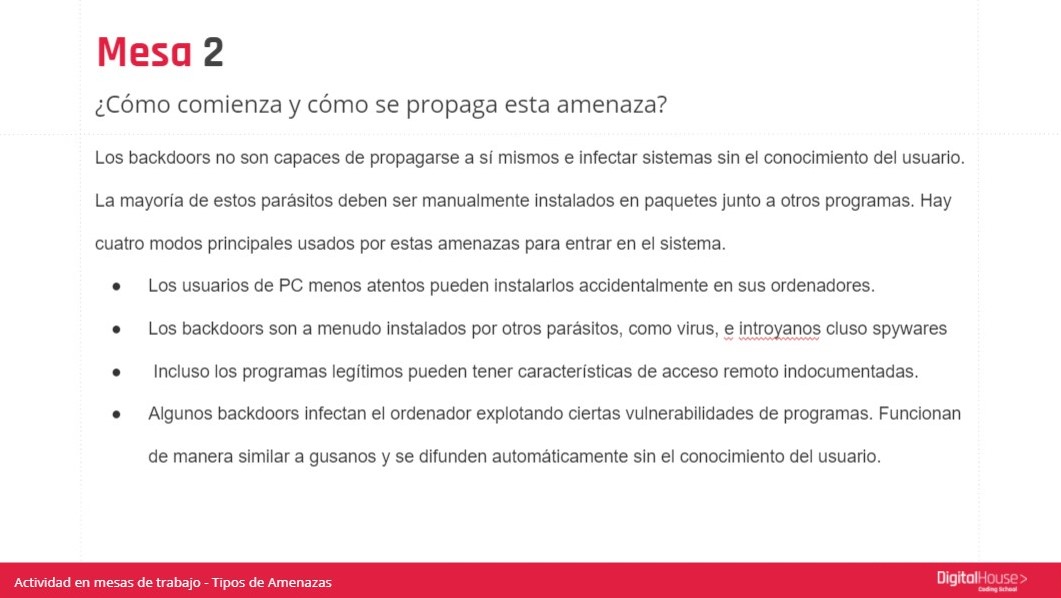 Mesa 2
¿Cómo comienza y cómo se propaga esta amenaza?
Los backdoors no son capaces de propagarse a sí mismos e infectar sistemas sin el conocimiento del usuario.
La mayoría de estos parásitos deben ser manualmente instalados en paquetes junto a otros programas. Hay
cuatro modos principales usados por estas amenazas para entrar en el sistema.
● Los usuarios de PC menos atentos pueden instalarlos accidentalmente en sus ordenadores.
● Los backdoors son a menudo instalados por otros parásitos, como virus, e introyanos cluso spywares
● Incluso los programas legítimos pueden tener características de acceso remoto indocumentadas.
● Algunos backdoors infectan el ordenador explotando ciertas vulnerabilidades de programas. Funcionan
de manera similar a gusanos y se difunden automáticamente sin el conocimiento del usuario.
Actividad en mesas de trabajo - Tipos de Amenazas
DigitalHouse>
Coding School